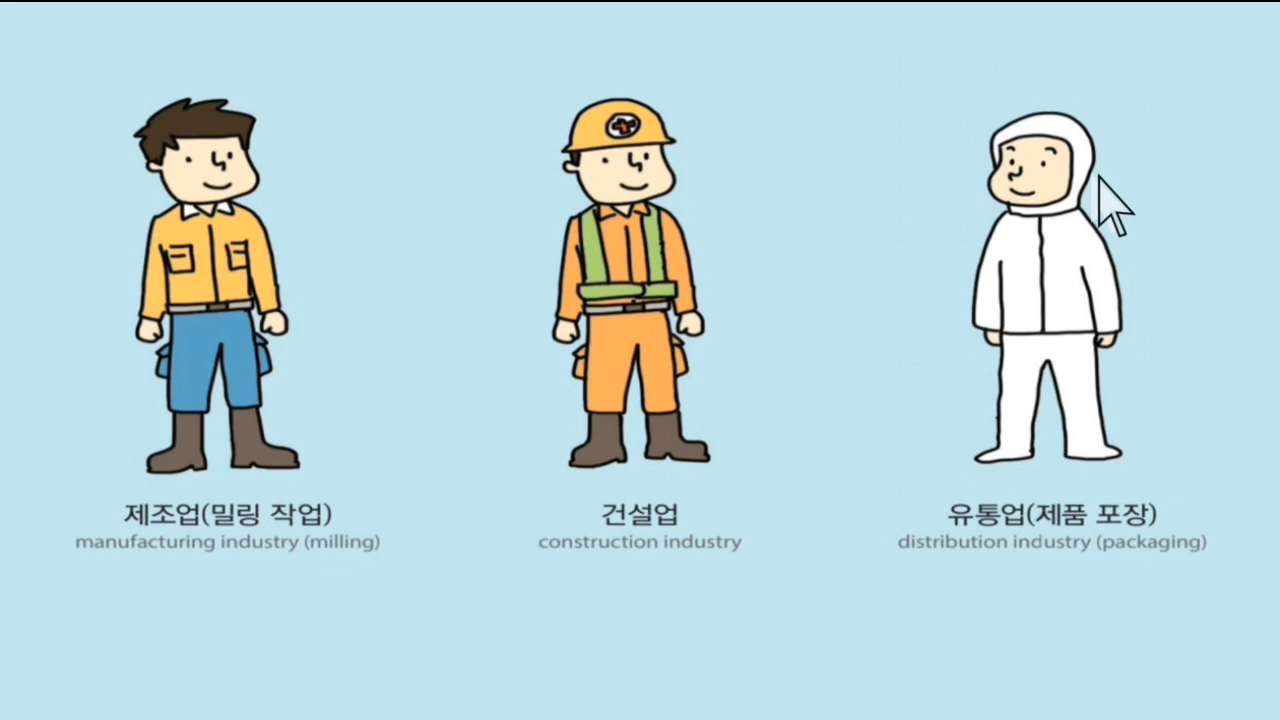 제조업(밀링 작업)
manufacturing industry (milling)
건설업
construction industry
유통업(제품 포장)
distribution industry (packaging)